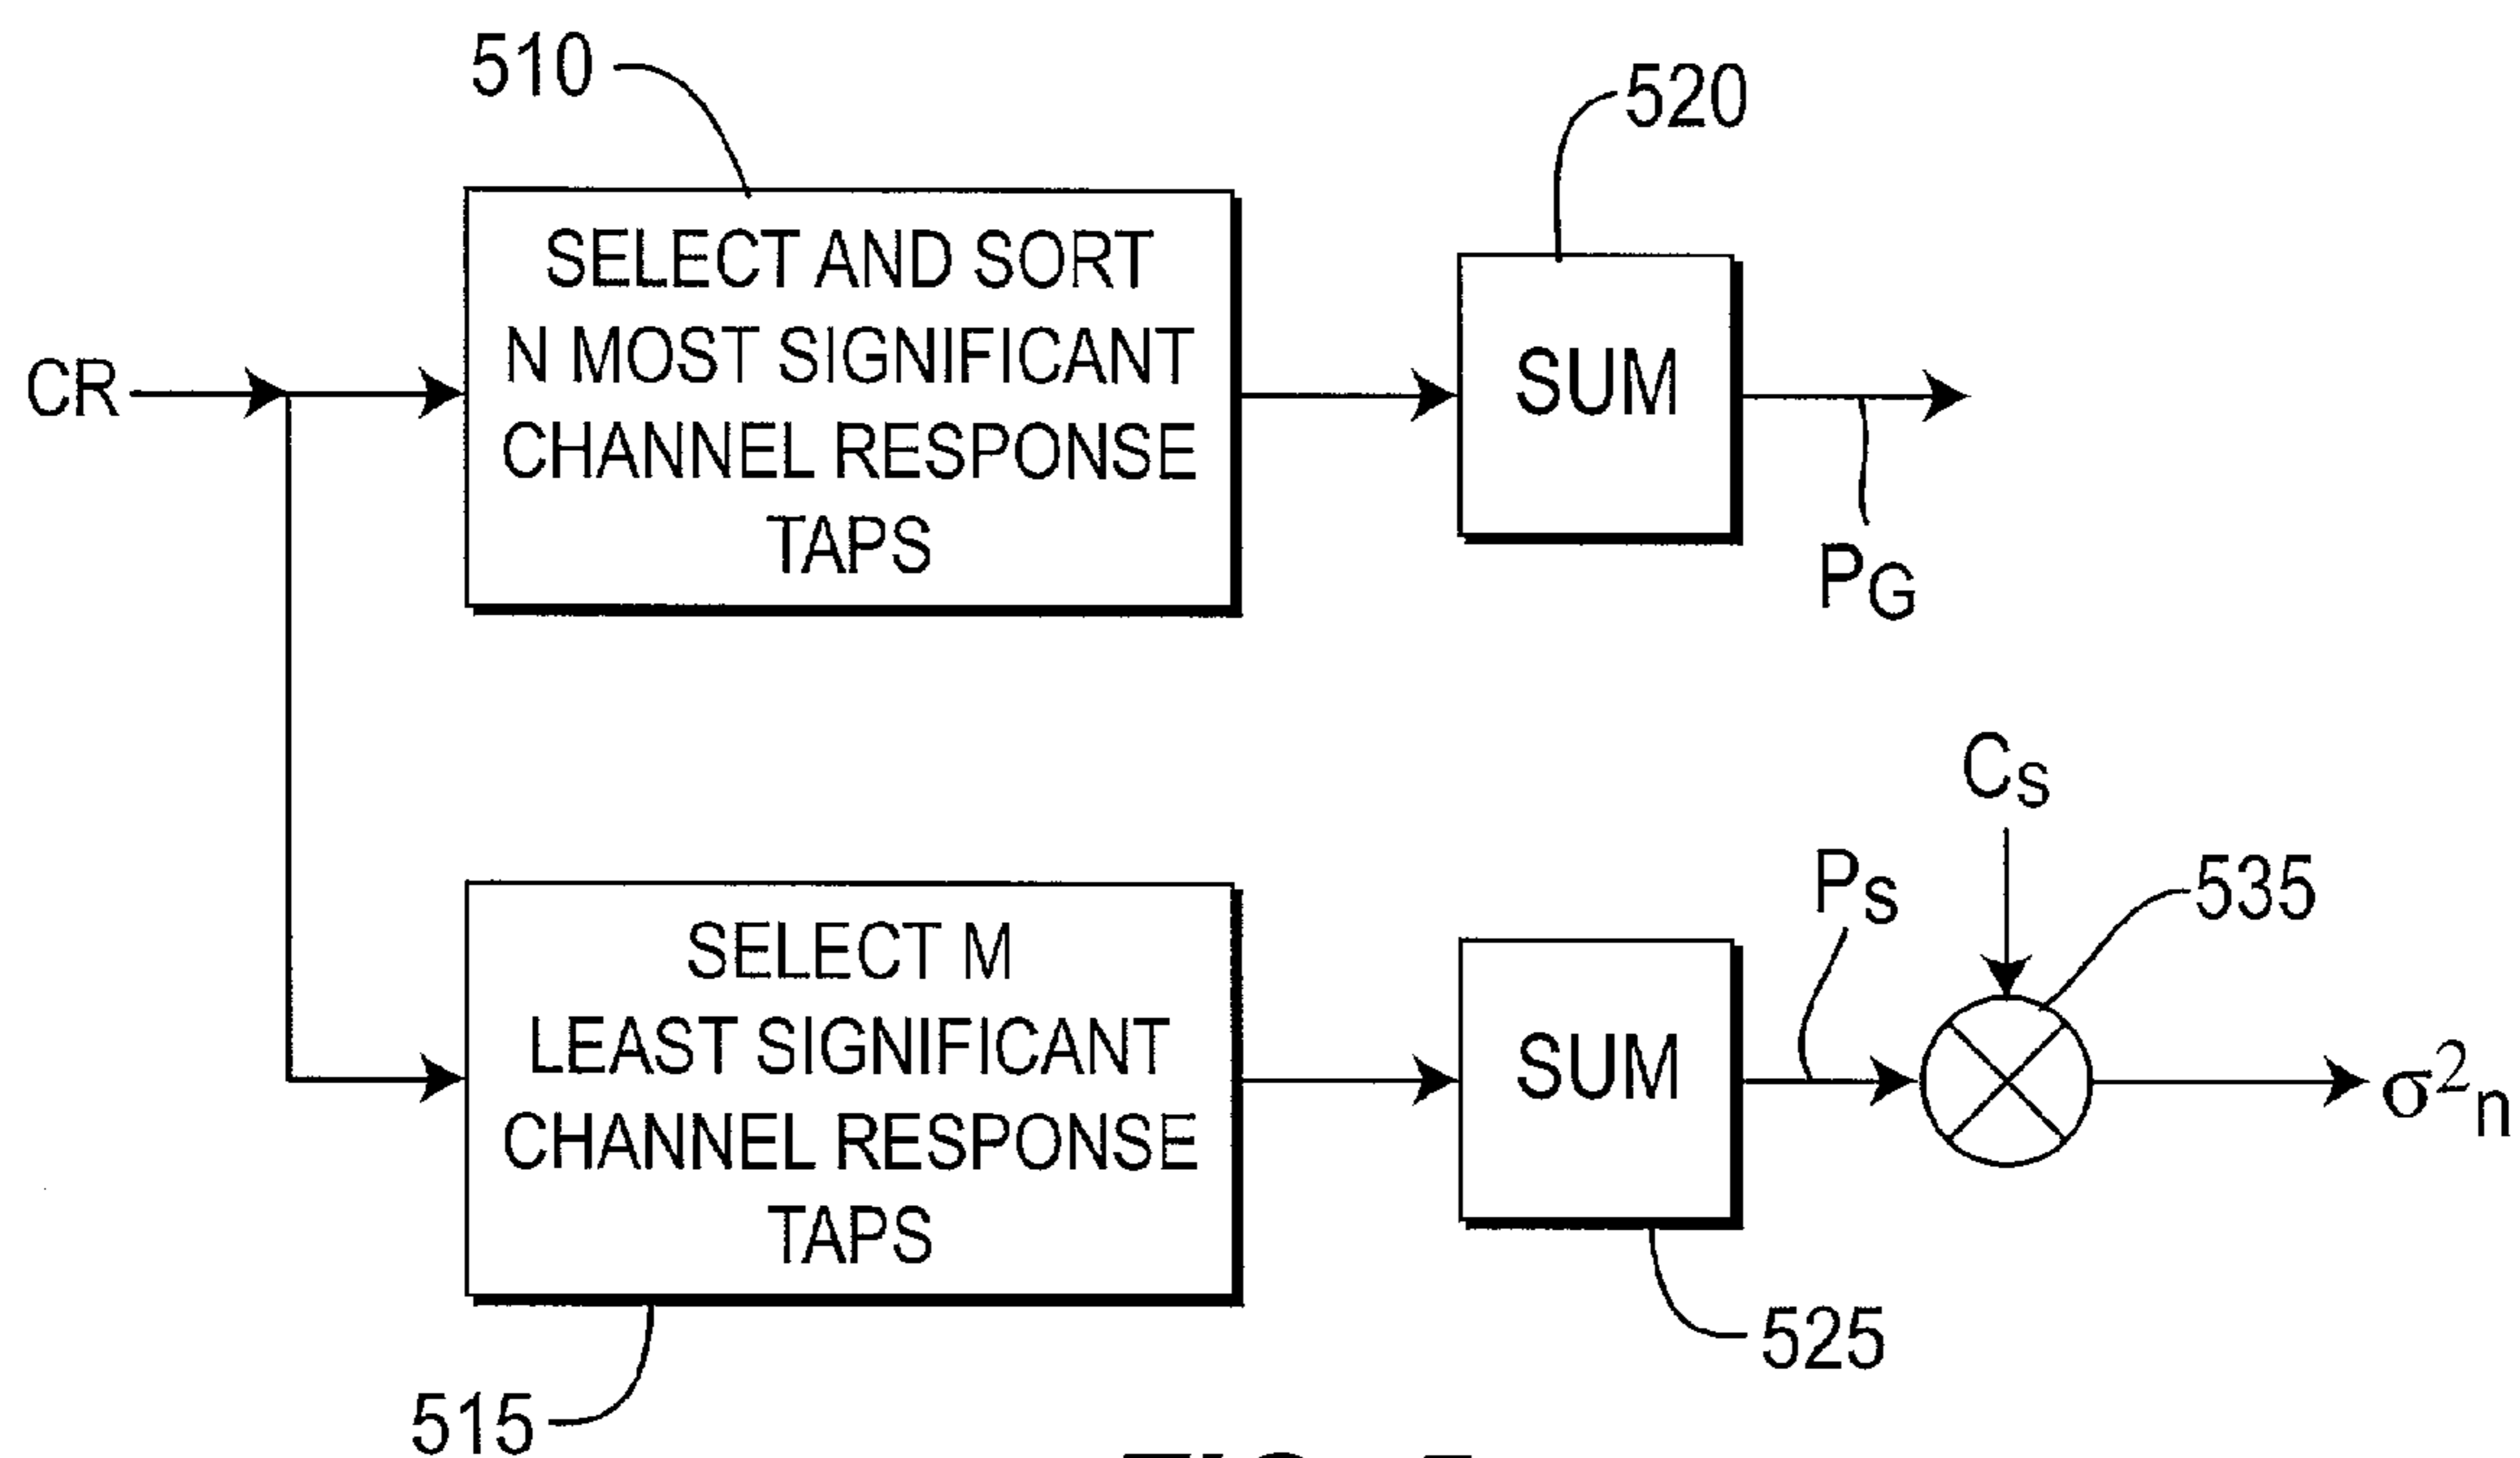 510
520
SELECT AND SORT
N MOST SIGNIFICANT
CHANNEL RESPONSE
TAPS
CR
SUM
PG
CS
PS
535
SELECT M
LEAST SIGNIFICANT
CHANNEL RESPONSE
TAPS
SUM
σ²n
525
515